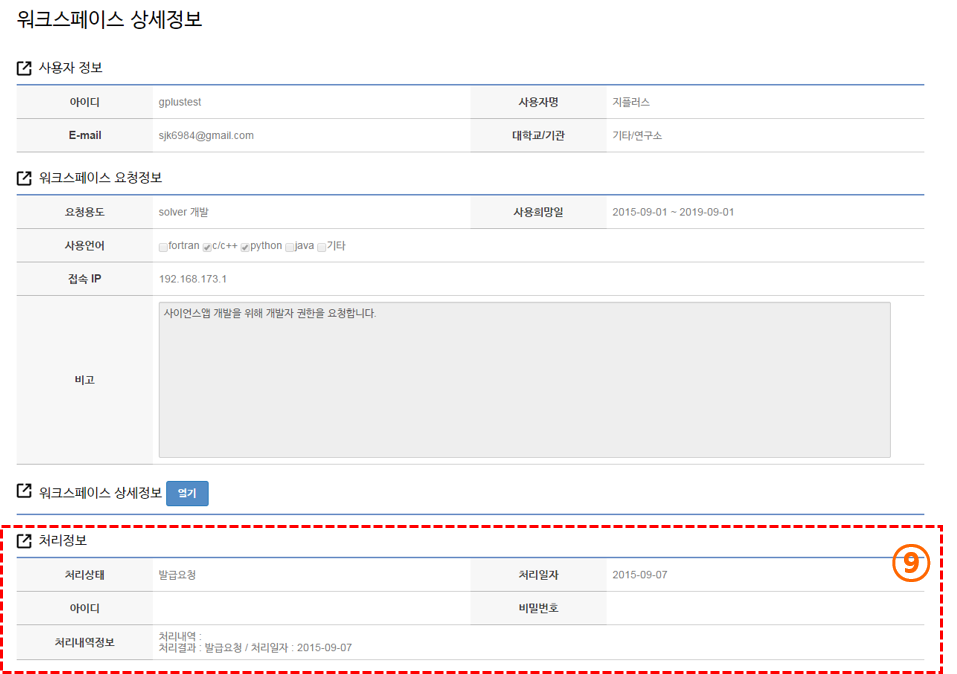 워크스페이스 상세정보
사용자 정보
아이디 gplustest 사용자명 지플러스
E-mail sjk6984@gmail.com 대학교/기관 기타/연구소
워크스페이스 요청정보
요청용도 solver 개발 사용희망일 2015-09-01 ~ 2019-09-01
사용언어 fortran c/c++ python java 기타
접속 IP 192.168.173.1
비고 사이언스앱 개발을 위해 개발자 권한을 요청합니다.
워크스페이스 상세정보 열기
처리정보
⑨
처리상태 발급요청 처리일자 2015-09-07
아이디 비밀번호
처리내역정보 처리내역 :
처리결과 : 발급요청 / 처리일자 : 2015-09-07